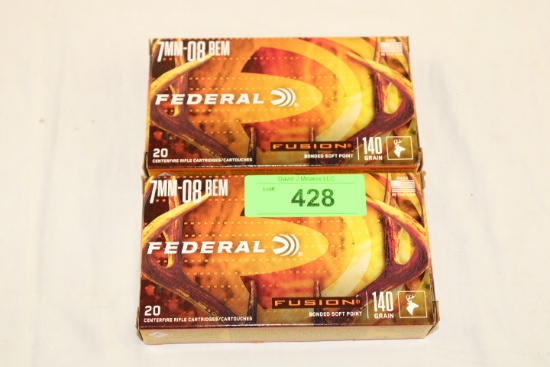 7MM-08 REM
FEDERAL
FUSION®
20
CENTERFIRE RIFLE CARTRIDGES/CARTOUCHES
BONDED SOFT POINT
140
GRAIN
7MM-08 REM
428
FEDERAL®
FUSION®
20
CENTERFIRE RIFLE CARTRIDGES/CARTOUCHES
BONDED SOFT POINT
140
GRAIN